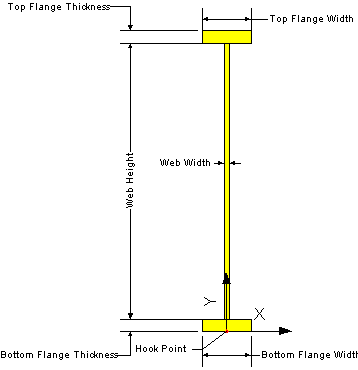 Top Flange Thickness
Top Flange Width
Web Width
Web Height
Y
X
Hook Point
Bottom Flange Thickness
Bottom Flange Width